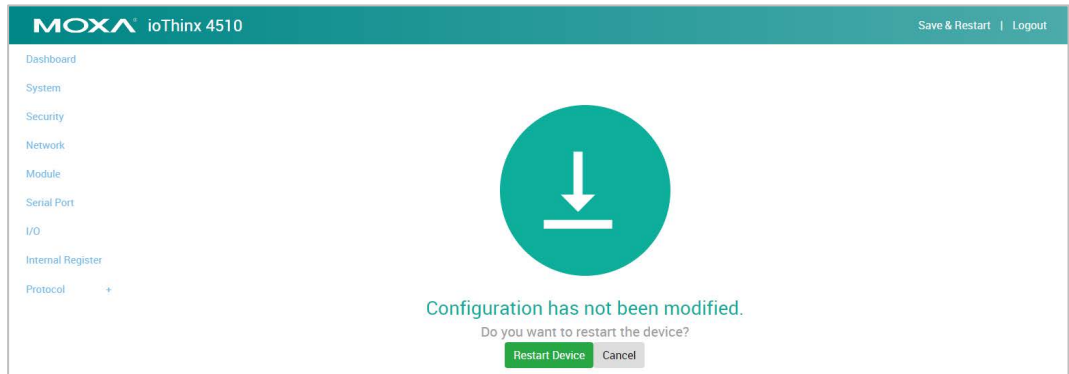 MOXA® ioThinx 4510
Save & Restart | Logout
Dashboard
System
Security
Network
Module
Serial Port
I/O
Internal Register
Protocol +
Configuration has not been modified.
Do you want to restart the device?
Restart Device Cancel